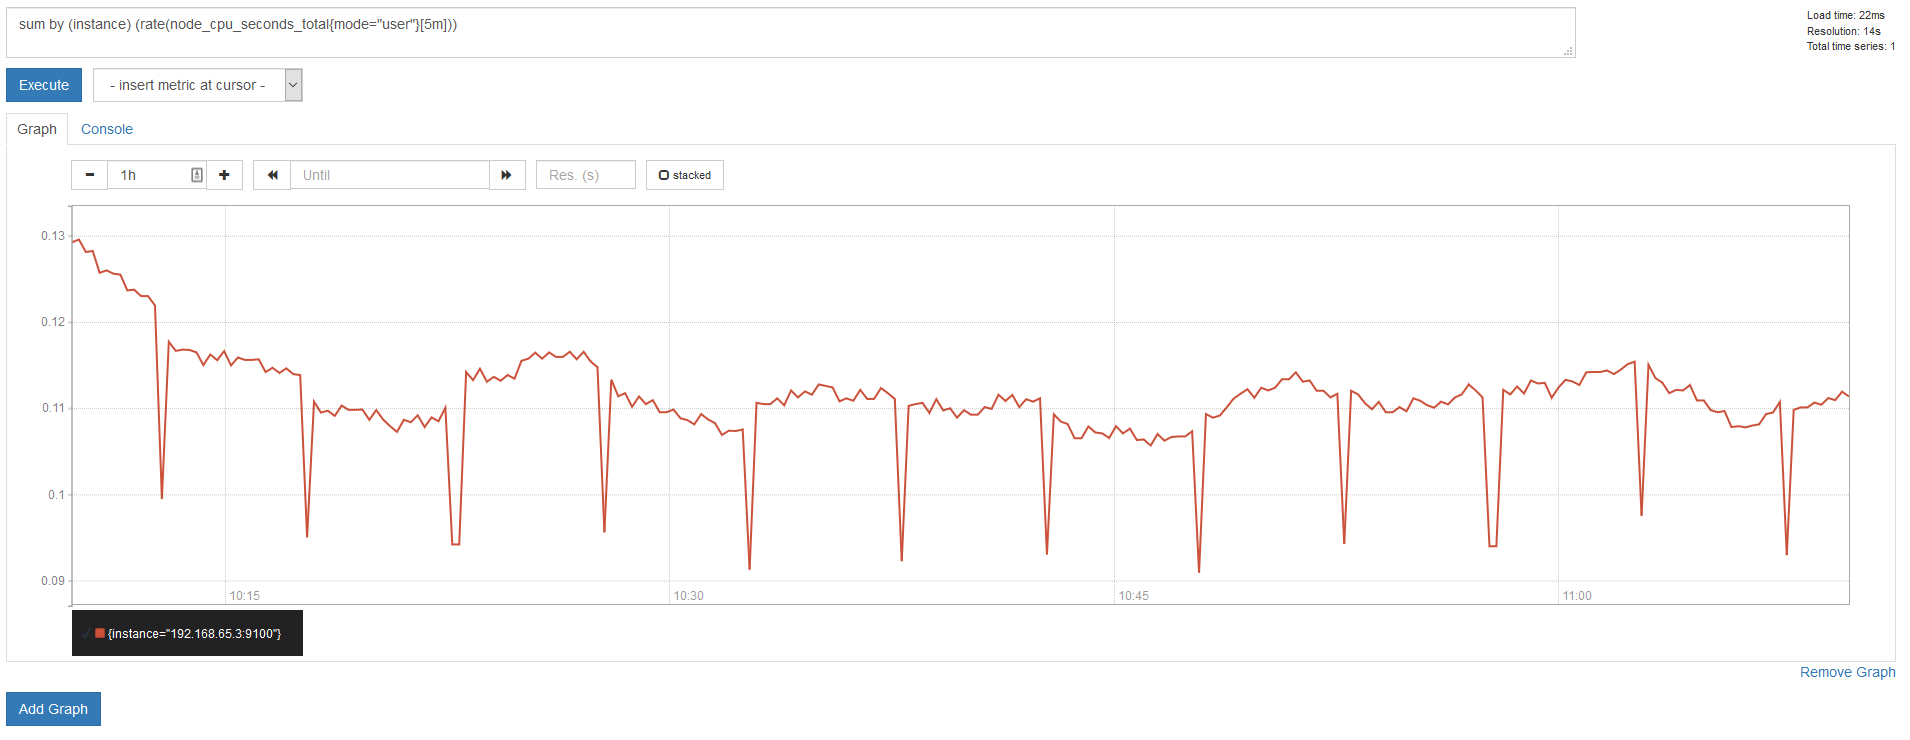 sum by (instance) (rate(node_cpu_seconds_total{mode="user"}[5m]))
Load time: 22ms
Resolution: 14s
Total time series: 1
Execute
- insert metric at cursor -
Graph
Console
1h
Until
Res. (s)
stacked
0.13
0.12
0.11
0.1
0.09
10:15
10:30
10:45
11:00
{instance="192.168.65.3:9100"}
Remove Graph
Add Graph